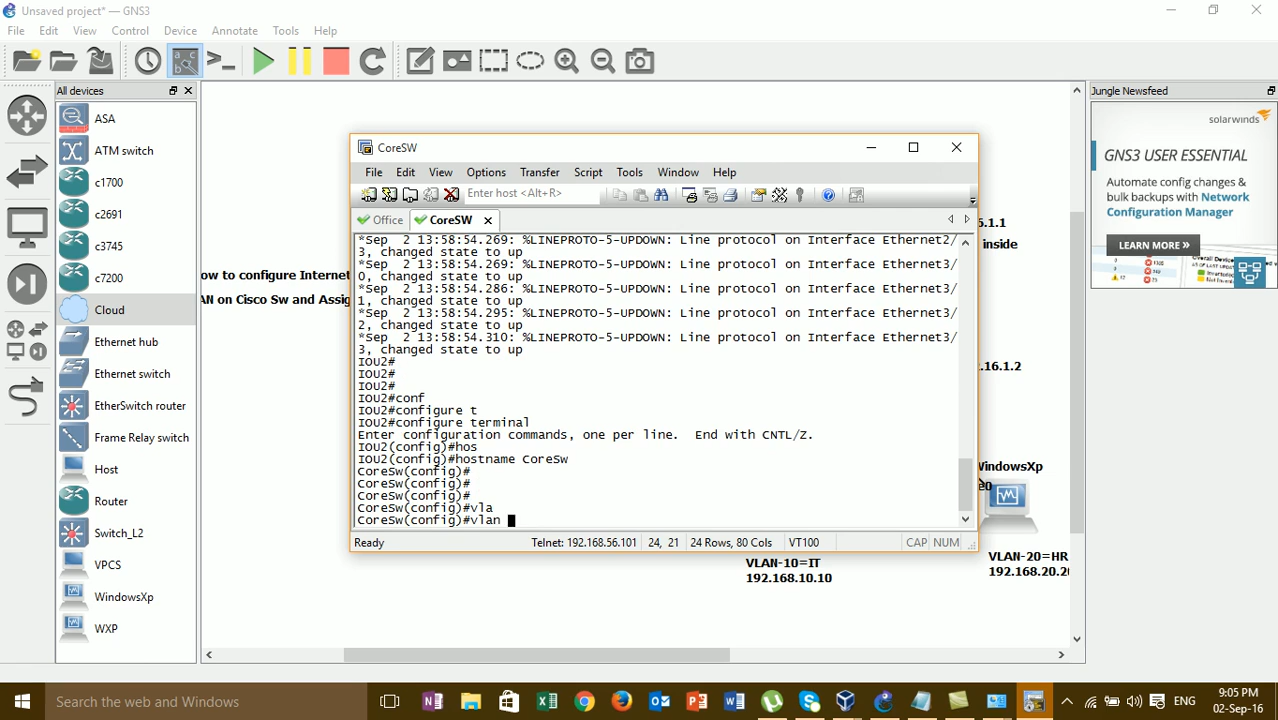 Unsaved project* — GNS3
File Edit View Control Device Annotate Tools Help
All devices
ASA
ATM switch
c1700
c2691
c3745
c7200
Cloud
Ethernet hub
Ethernet switch
EtherSwitch router
Frame Relay switch
Host
Router
Switch_L2
VPCS
WindowsXp
WXP
ow to configure Internet
AN on Cisco Sw and Assig
CoreSW
File Edit View Options Transfer Script Tools Window Help
Enter host <Alt+R>
Office CoreSW
*Sep  2 13:58:54.269: %LINEPROTO-5-UPDOWN: Line protocol on Interface Ethernet2/
3, changed state to up
*Sep  2 13:58:54.269: %LINEPROTO-5-UPDOWN: Line protocol on Interface Ethernet3/
0, changed state to up
*Sep  2 13:58:54.286: %LINEPROTO-5-UPDOWN: Line protocol on Interface Ethernet3/
1, changed state to up
*Sep  2 13:58:54.295: %LINEPROTO-5-UPDOWN: Line protocol on Interface Ethernet3/
2, changed state to up
*Sep  2 13:58:54.310: %LINEPROTO-5-UPDOWN: Line protocol on Interface Ethernet3/
3, changed state to up
IOU2#
IOU2#
IOU2#
IOU2#conf
IOU2#configure t
IOU2#configure terminal
Enter configuration commands, one per line.  End with CNTL/Z.
IOU2(config)#hos
IOU2(config)#hostname CoreSw
CoreSw(config)#
CoreSw(config)#
CoreSw(config)#
CoreSw(config)#vla
CoreSw(config)#vlan
Ready Telnet: 192.168.56.101 24, 21 24 Rows, 80 Cols VT100 CAP NUM
.16.1.1
inside
.16.1.2
WindowsXp
e0
VLAN-10=IT
192.168.10.10
VLAN-20=HR
192.168.20.20
Jungle Newsfeed
solarwinds
GNS3 USER ESSENTIAL
Automate config changes &
bulk backups with Network
Configuration Manager
LEARN MORE »
Search the web and Windows
ENG
9:05 PM
02-Sep-16